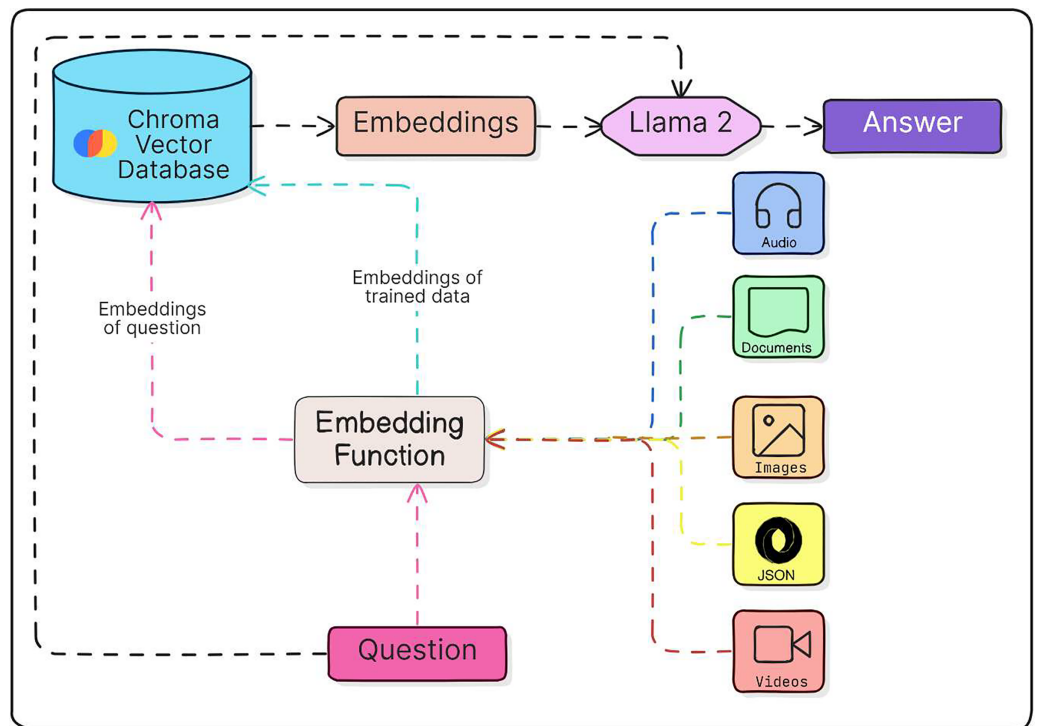 Chroma
Vector
Database
Embeddings
Llama 2
Answer
Audio
Embeddings of
trained data
Embeddings
of question
Documents
Embedding
Function
Images
JSON
Question
Videos